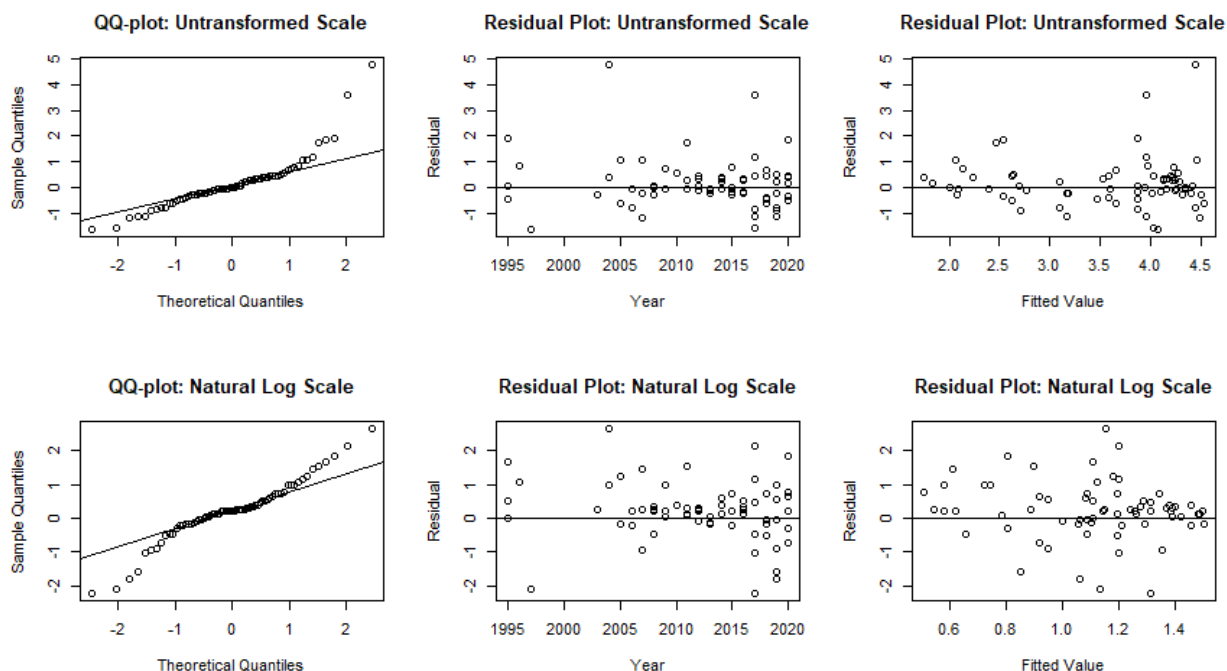 QQ-plot: Untransformed Scale
Sample Quantiles
-1 0 1 2 3 4 5
-2 -1 0 1 2
Theoretical Quantiles
Residual Plot: Untransformed Scale
Residual
-1 0 1 2 3 4 5
1995 2000 2005 2010 2015 2020
Year
Residual Plot: Untransformed Scale
Residual
-1 0 1 2 3 4 5
2.0 2.5 3.0 3.5 4.0 4.5
Fitted Value
QQ-plot: Natural Log Scale
Sample Quantiles
-2 -1 0 1 2
-2 -1 0 1 2
Theoretical Quantiles
Residual Plot: Natural Log Scale
Residual
-2 -1 0 1 2
1995 2000 2005 2010 2015 2020
Year
Residual Plot: Natural Log Scale
Residual
-2 -1 0 1 2
0.6 0.8 1.0 1.2 1.4
Fitted Value